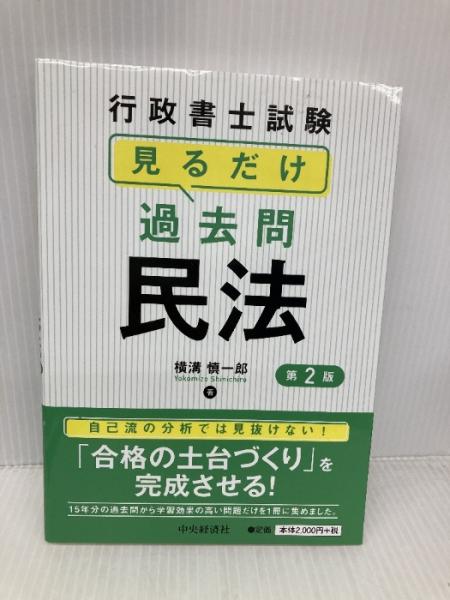 行政書士試験
見るだけ
過去問
民法
横溝 慎一郎
Yokomizo Shinichiro
著
第2版
自己流の分析では見抜けない!
「合格の土台づくり」を
完成させる!
15年分の過去問から学習効果の高い問題だけを1冊に集めました。
中央経済社 ●定価 本体2,000円+税